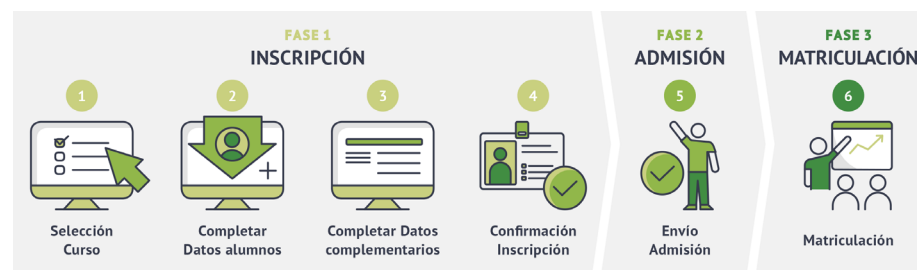 FASE 1
INSCRIPCIÓN
1
2
3
4
Selección
Curso
Completar
Datos alumnos
Completar Datos
complementarios
Confirmación
Inscripción
FASE 2
ADMISIÓN
5
Envío
Admisión
FASE 3
MATRICULACIÓN
6
Matriculación